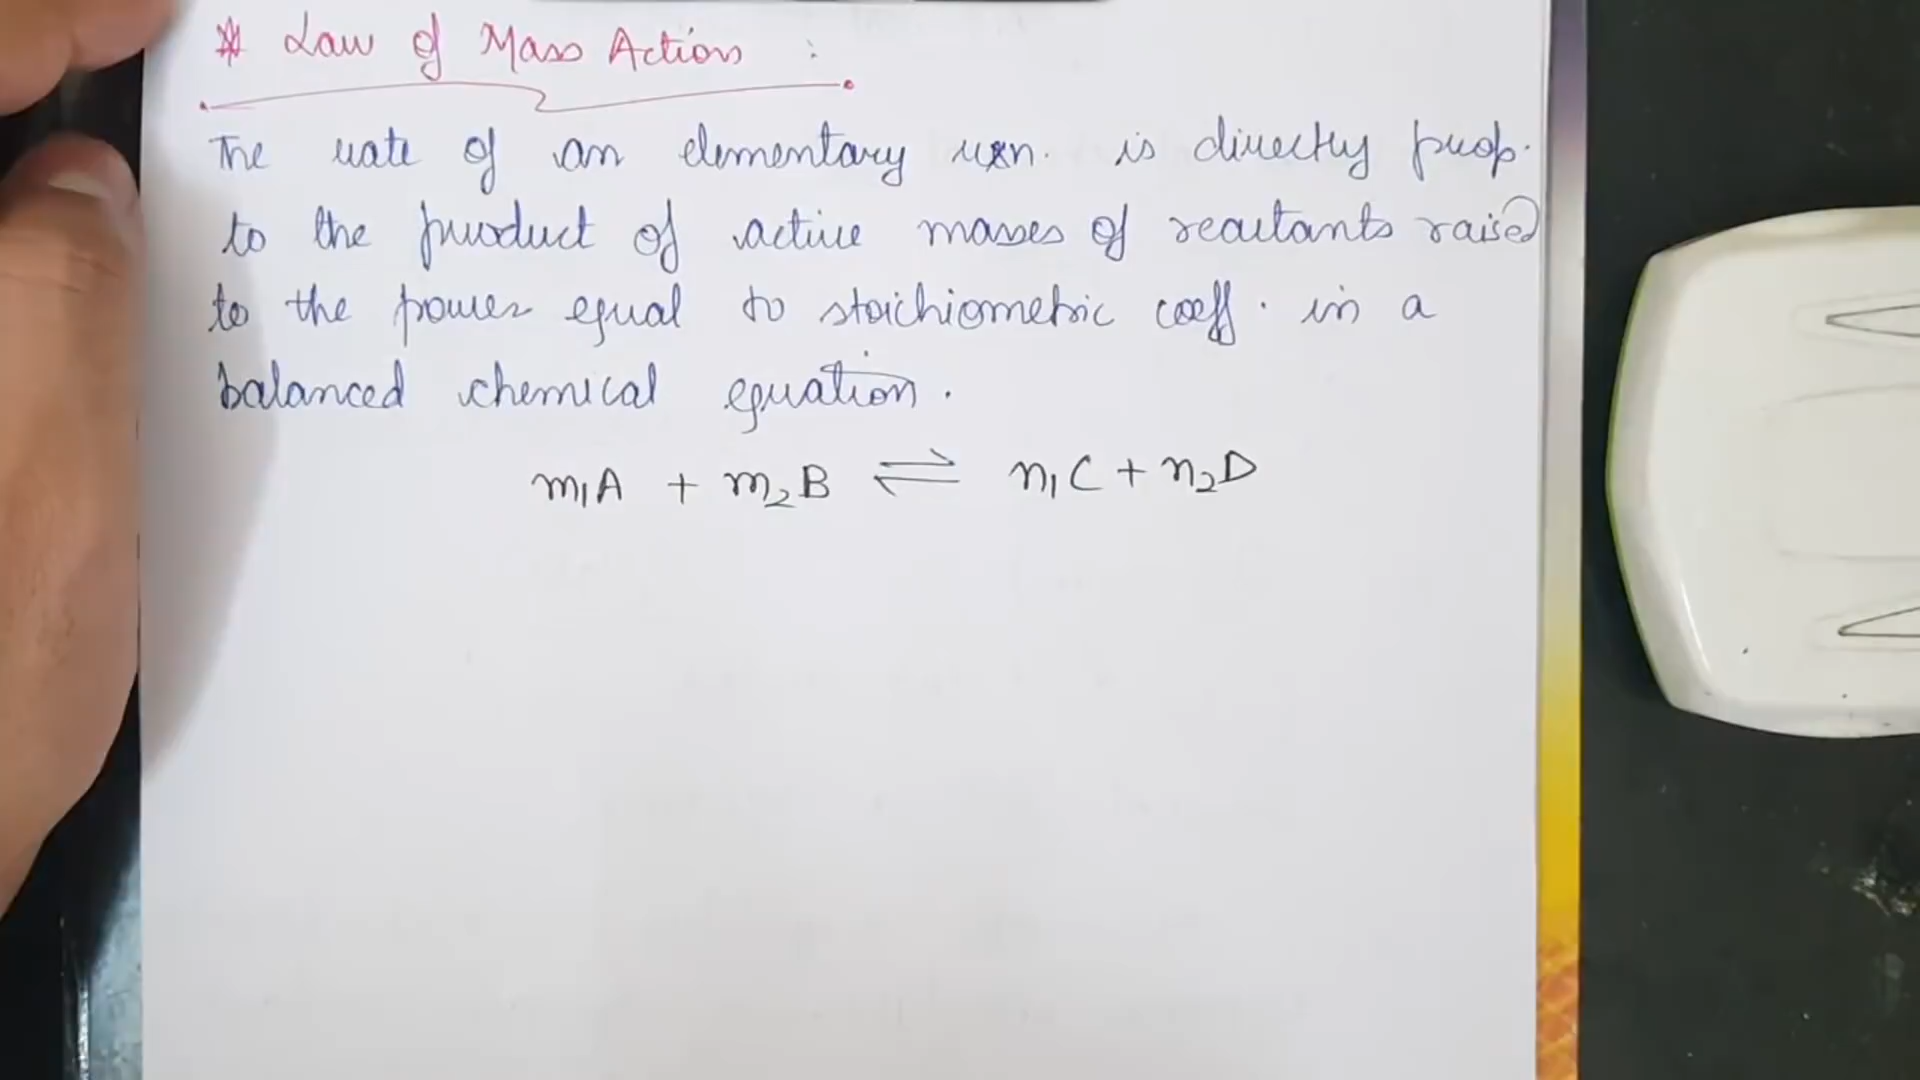 * Law of Mass Action :
The rate of an elementary rxn. is directly prop.
to the product of active masses of reactants raised
to the power equal to stoichiometric coeff. in a
balanced chemical equation.
m₁A + m₂B ⇌ n₁C + n₂D